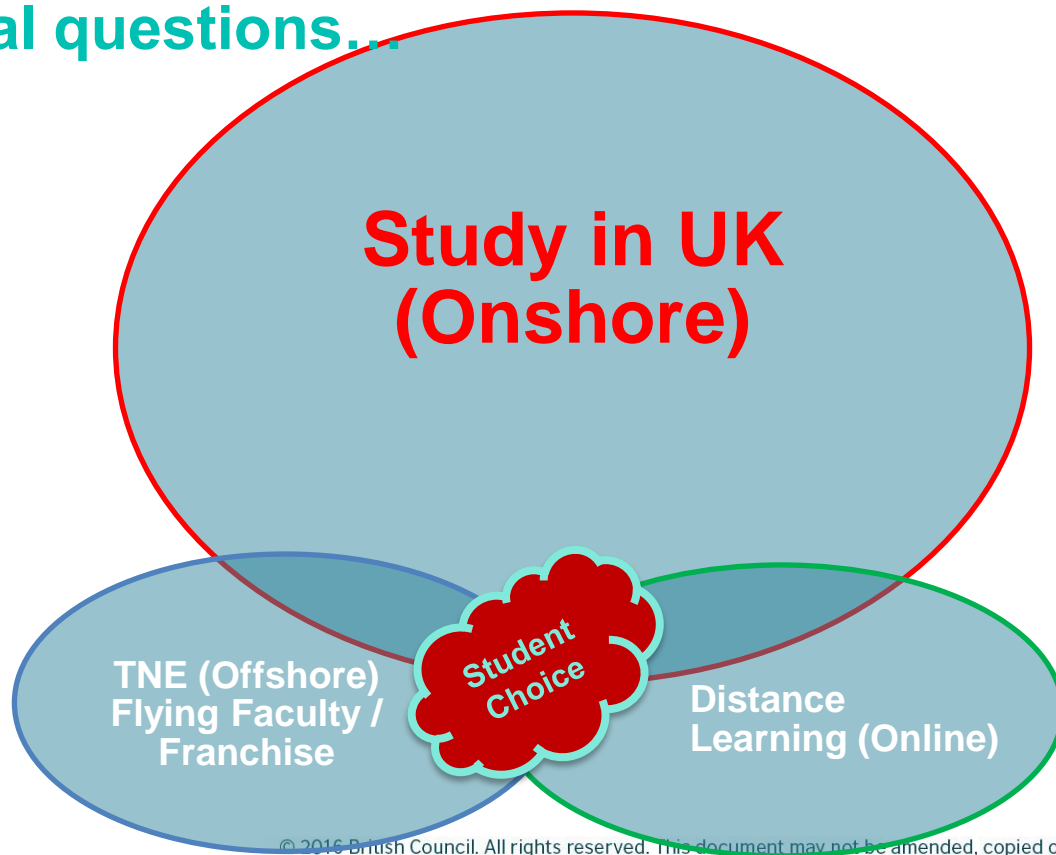 al questions…
Study in UK
(Onshore)
Student
Choice
TNE (Offshore)
Flying Faculty /
Franchise
Distance
Learning (Online)
© 2016 British Council. All rights reserved. This document may not be amended, copied